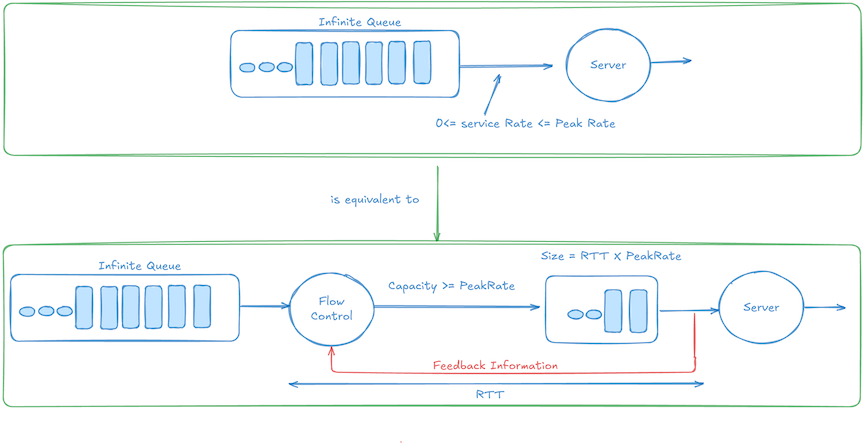 Infinite Queue
Server
0<= service Rate <= Peak Rate
is equivalent to
Size = RTT X PeakRate
Infinite Queue
Capacity >= PeakRate
Flow
Control
Server
Feedback Information
RTT